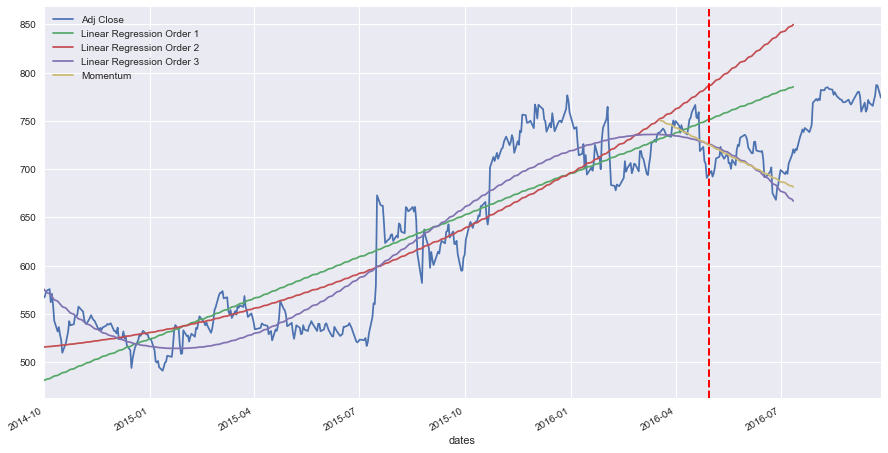 Adj Close
Linear Regression Order 1
Linear Regression Order 2
Linear Regression Order 3
Momentum
850
800
750
700
650
600
550
500
2014-10
2015-01
2015-04
2015-07
2015-10
2016-01
2016-04
2016-07
dates